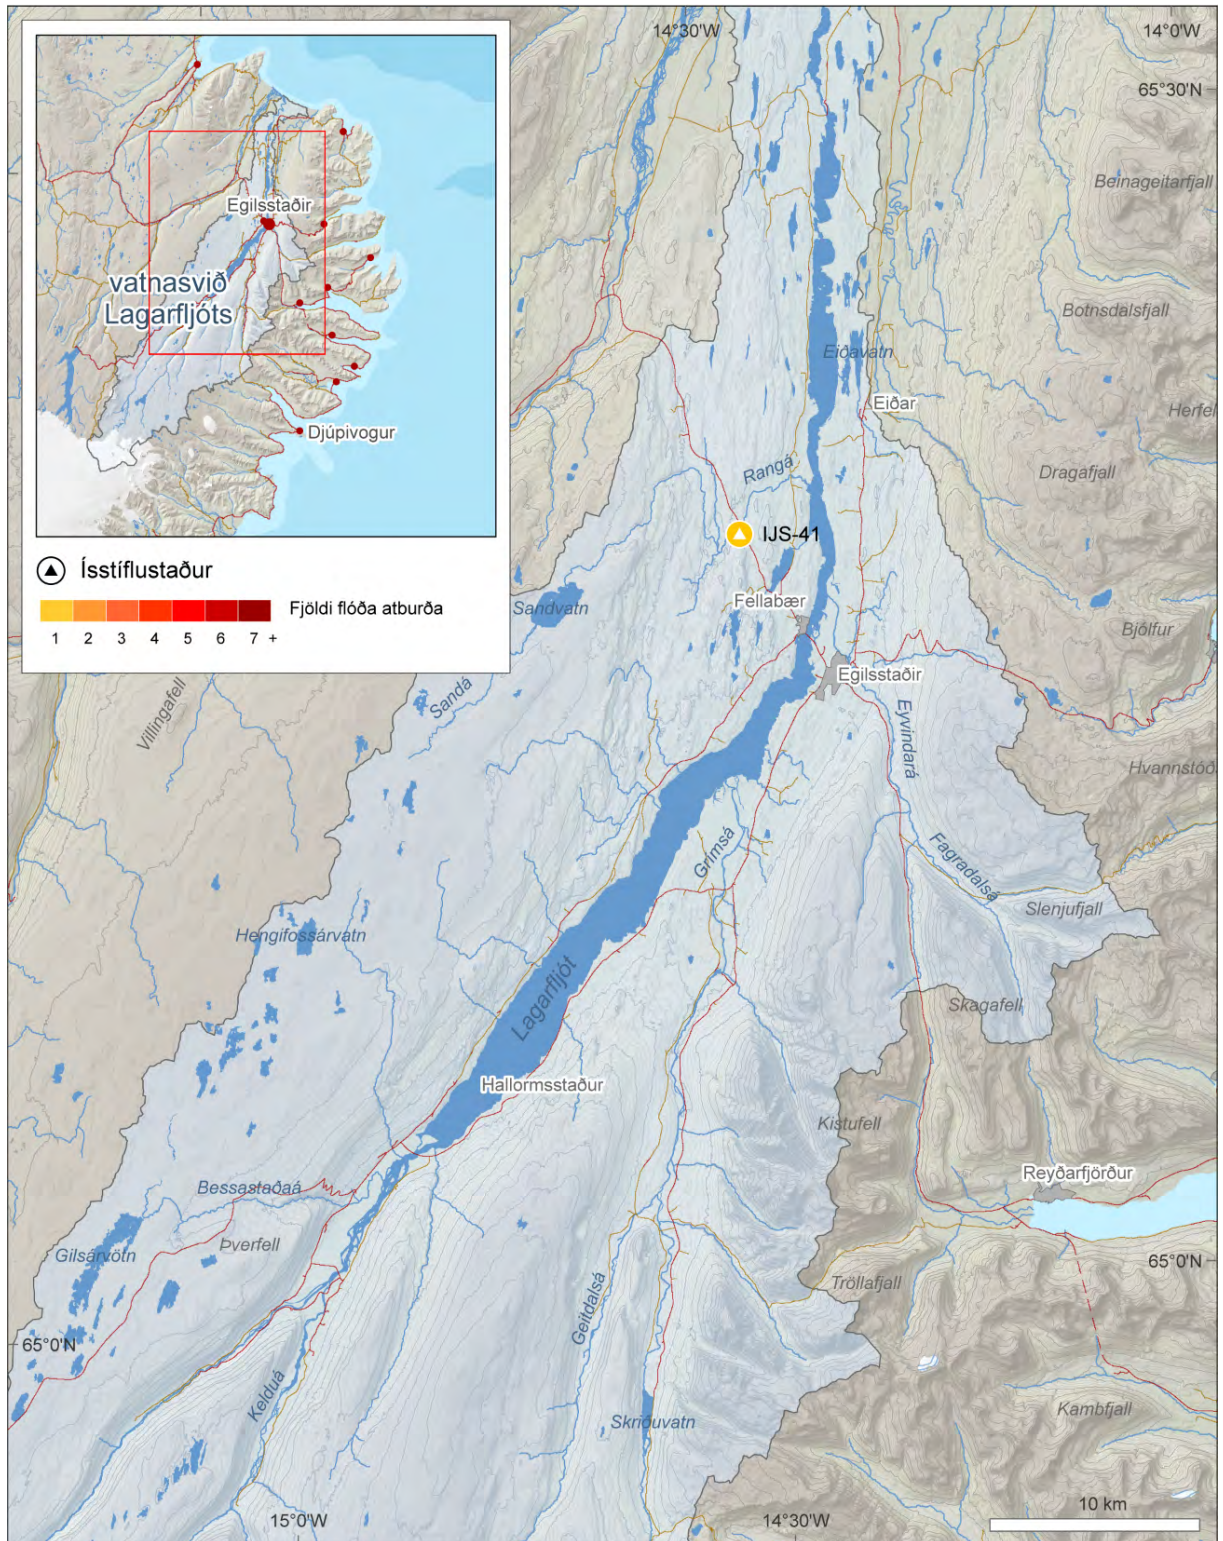 14°30'W
14°0'W
65°30'N
Beinageitarfjall
Egilsstaðir
vatnasvið
Lagarfljóts
Botnsdalsfjall
Eiðavatn
Eiðar
Herfel
Djúpivogur
Rangá
Dragafjall
IJS-41
Ísstíflustaður
Fjöldi flóða atburða
1 2 3 4 5 6 7 +
Sandvatn
Fellabær
Bjólfur
Egilsstaðir
Sandá
Villingafell
Eyvindará
Hvannstóð
Grímsá
Fagradalsá
Slenjufjall
Hengifossárvatn
Lagarfljót
Skagafell
Hallormsstaður
Kistufell
Reyðarfjörður
Bessastaðaá
Þverfell
Gilsárvötn
65°0'N
Tröllafjall
Geitdalsá
65°0'N
Kelduá
Skriðuvatn
Kambfjall
10 km
15°0'W
14°30'W